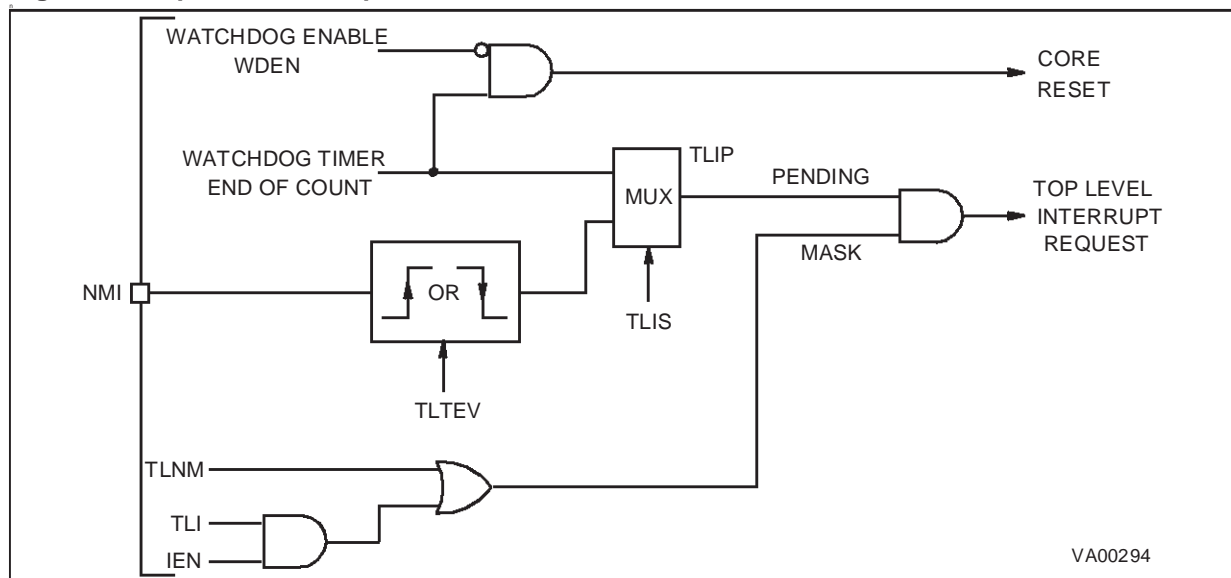 WATCHDOG ENABLE
WDEN
CORE
RESET
WATCHDOG TIMER
END OF COUNT
TLIP
MUX
PENDING
MASK
TOP LEVEL
INTERRUPT
REQUEST
NMI
OR
TLIS
TLTEV
TLNM
TLI
IEN
VA00294